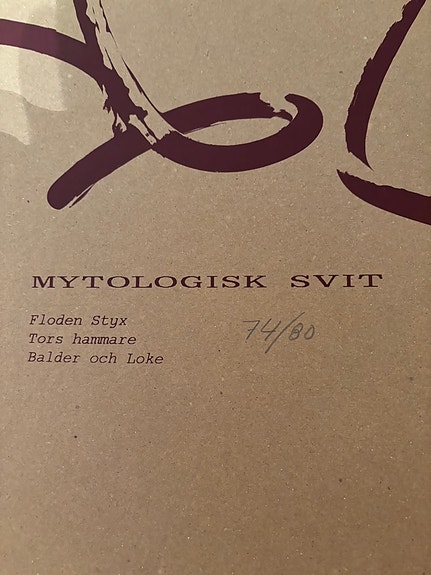 MYTOLOGISK SVIT
Floden Styx
Tors hammare
Balder och Loke
74/80